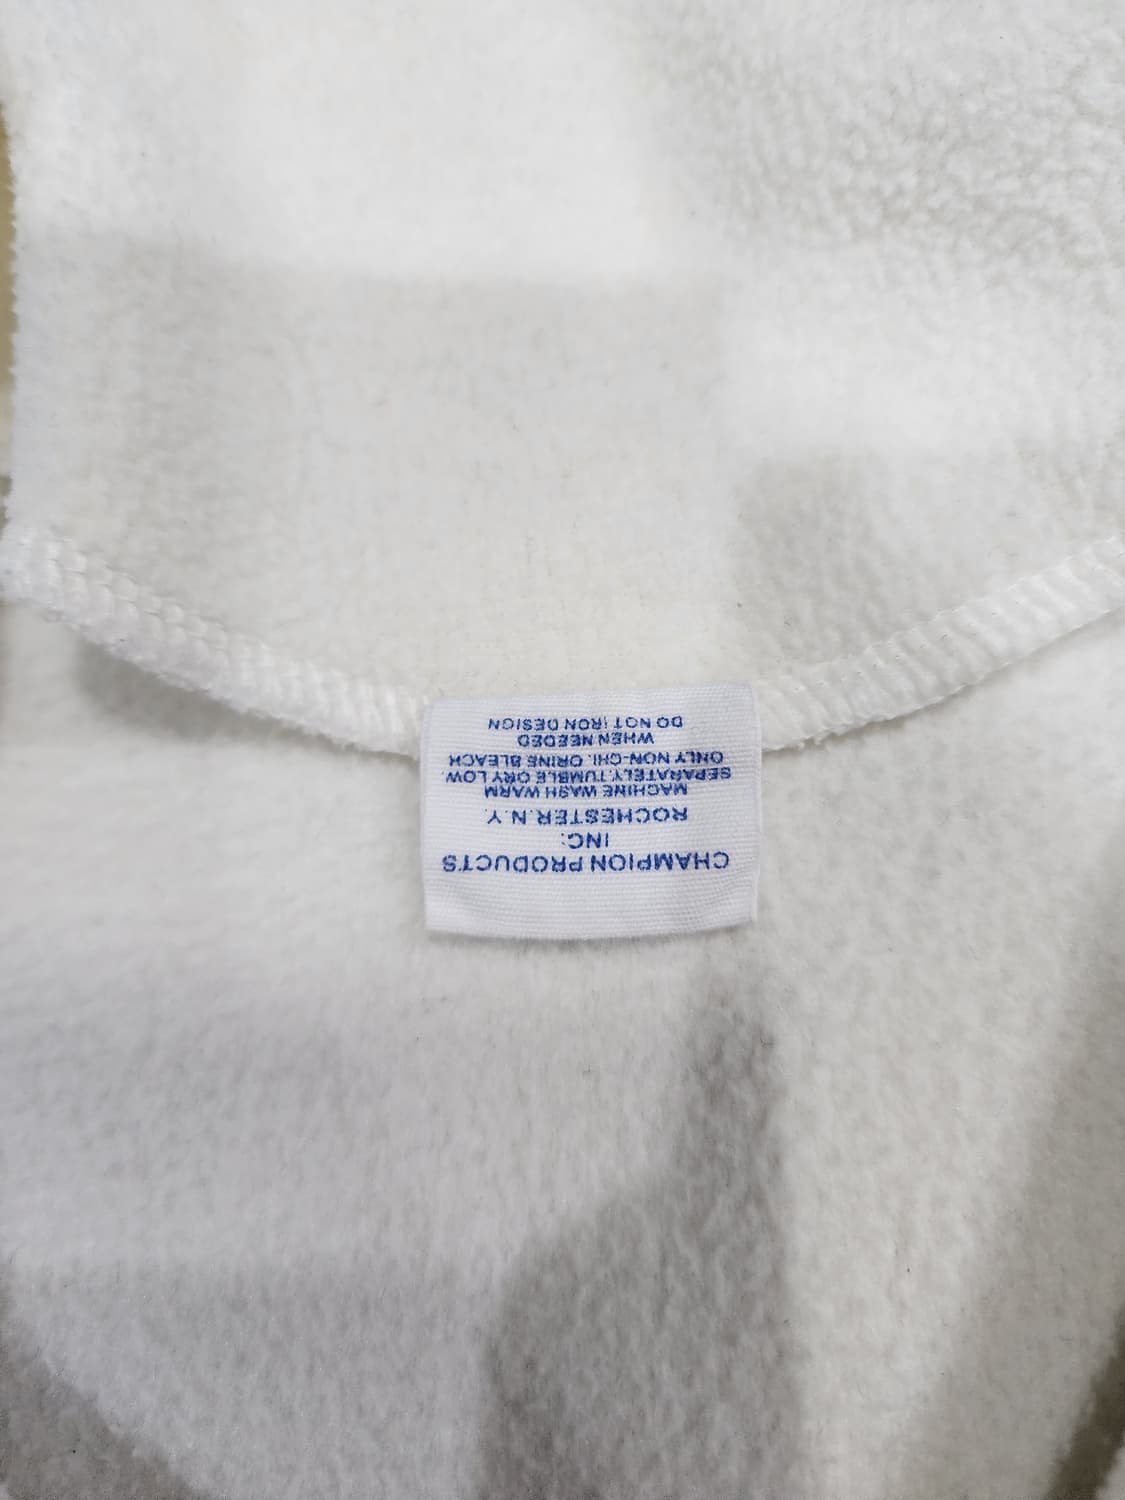 CHAMPION PRODUCTS
INC:
ROCHESTER.N.Y.
MACHINE WASH WARM
SEPARATELY.TUMBLE DRY LOW.
ONLY NON-CHI. ORINE BLEACH
WHEN NEEDED
DO NOT IRON DESIGN